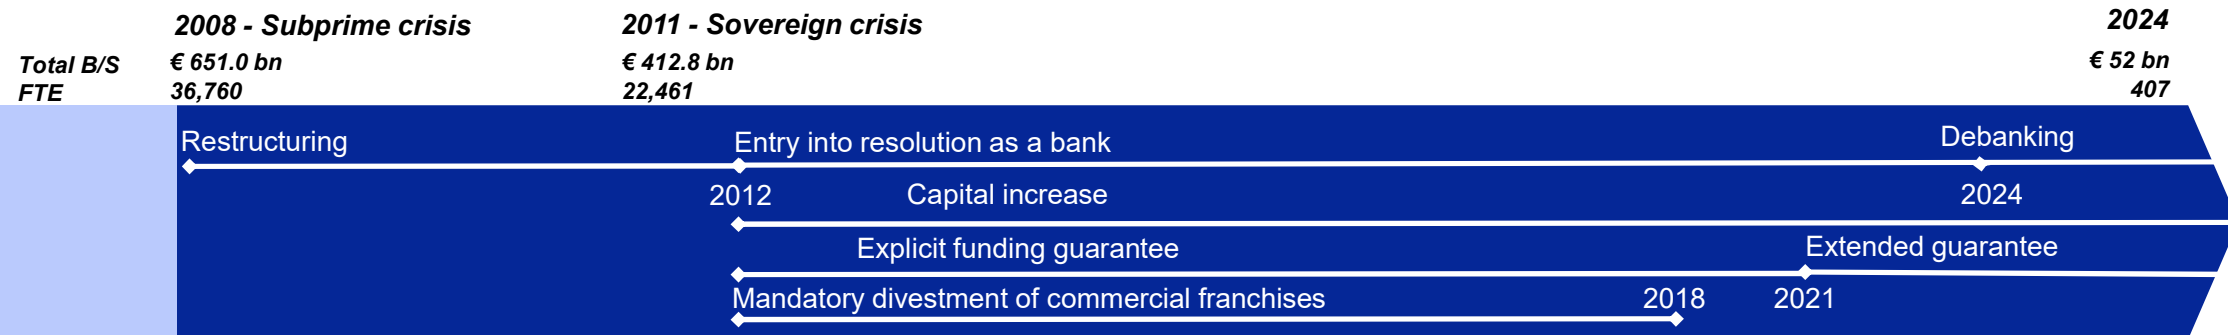 2008 - Subprime crisis 2011 - Sovereign crisis 2024
Total B/S € 651.0 bn € 412.8 bn € 52 bn
FTE 36,760 22,461 407
Restructuring Entry into resolution as a bank Debanking
2012 Capital increase 2024
Explicit funding guarantee Extended guarantee
Mandatory divestment of commercial franchises 2018 2021